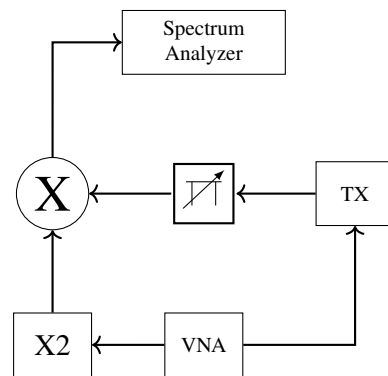 Spectrum
Analyzer
X
TX
X2
VNA